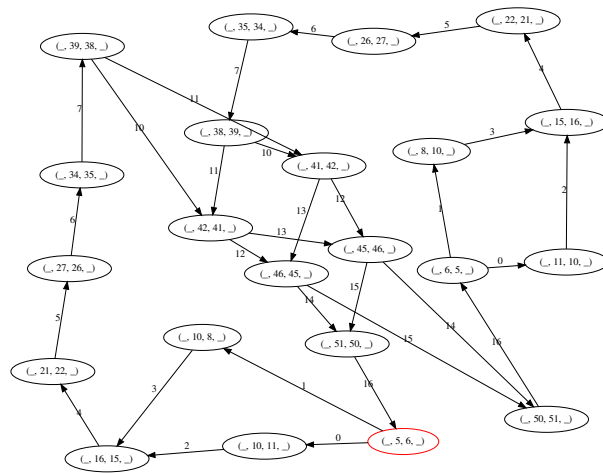 (_, 22, 21, _)
5
6
(_, 35, 34, _)
(_, 26, 27, _)
(_, 39, 38, _)
4
7
11
7
10
(_, 15, 16, _)
3
(_, 38, 39, _)
(_, 8, 10, _)
10
(_, 41, 42, _)
11
(_, 34, 35, _)
2
12
13
1
6
(_, 42, 41, _)
13
(_, 45, 46, _)
12
0
(_, 11, 10, _)
(_, 27, 26, _)
(_, 46, 45, _)
(_, 6, 5, _)
15
14
5
14
15
16
(_, 10, 8, _)
(_, 51, 50, _)
(_, 21, 22, _)
16
3
1
4
(_, 50, 51, _)
0
(_, 5, 6, _)
2
(_, 10, 11, _)
(_, 16, 15, _)